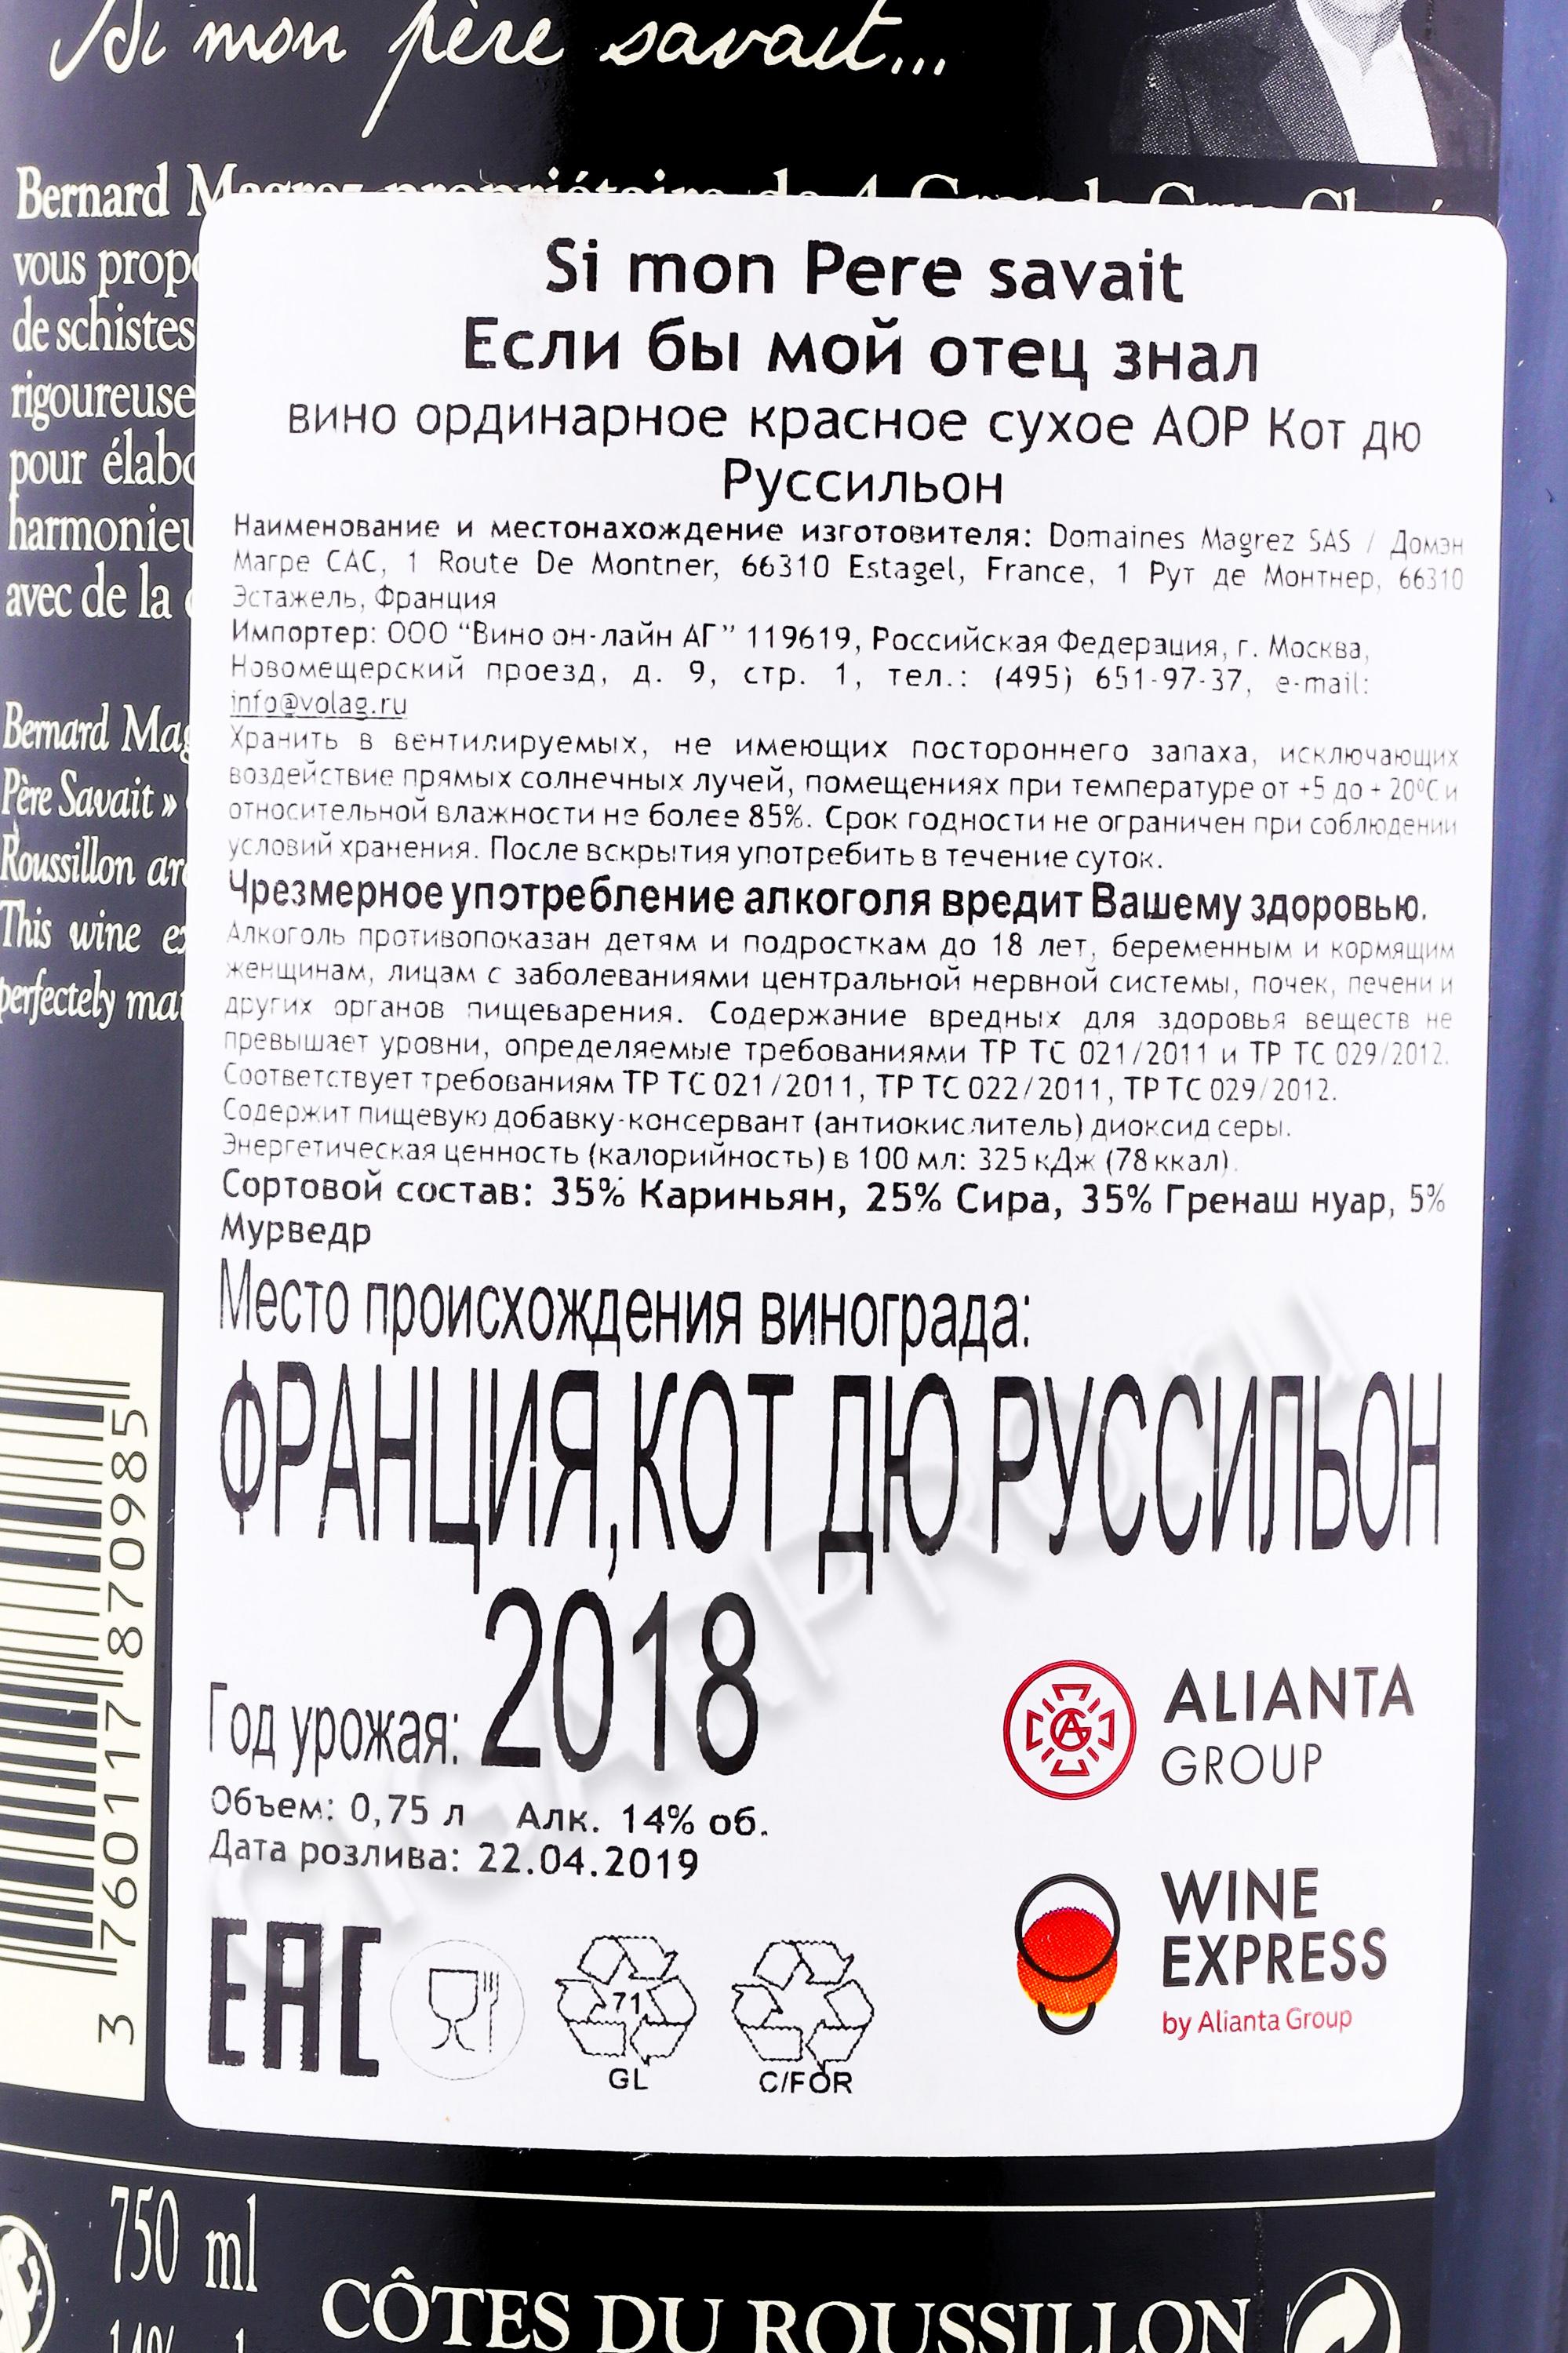 Si mon père savait...
Bernard Magrez propriétaire de 4 Grands Crus
vous
de schistes
rigoureuse
pour
avec de la
Bernard
Père Savait »
Roussillon
This wine
perfectely
Si mon Pere savait
Если бы мой отец знал
вино ординарное красное сухое АОР Кот дю
Руссильон
Наименование и местонахождение изготовителя: Domaines Magrez SAS / Домэн
Магре САС, 1 Route De Montner, 66310 Estagel, France, 1 Рут де Монтнер, 66310
Эстажель, Франция
Импортер: ООО “Вино он-лайн АГ” 119619, Российская Федерация, г. Москва,
Новомещерский проезд, д. 9, стр. 1, тел.: (495) 651-97-37, e-mail:
info@volag.ru
Хранить в вентилируемых, не имеющих постороннего запаха, исключающих
воздействие прямых солнечных лучей, помещениях при температуре от +5 до + 20°С и
относительной влажности не более 85%. Срок годности не ограничен при соблюдении
условий хранения. После вскрытия употребить в течение суток.
Чрезмерное употребление алкоголя вредит Вашему здоровью.
Алкоголь противопоказан детям и подросткам до 18 лет, беременным и кормящим
женщинам, лицам с заболеваниями центральной нервной системы, почек, печени и
других органов пищеварения. Содержание вредных для здоровья веществ не
превышает уровни, определяемые требованиями ТР ТС 021/2011 и ТР ТС 029/2012.
Соответствует требованиям ТР ТС 021/2011, ТР ТС 022/2011, ТР ТС 029/2012.
Содержит пищевую добавку-консервант (антиокислитель) диоксид серы.
Энергетическая ценность (калорийность) в 100 мл: 325 кДж (78 ккал).
Сортовой состав: 35% Кариньян, 25% Сира, 35% Гренаш нуар, 5%
Мурведр
Место происхождения винограда:
ФРАНЦИЯ,КОТ ДЮ РУССИЛЬОН
Год урожая: 2018
Объем: 0,75 л Алк. 14% об.
Дата розлива: 22.04.2019
ALIANTA
GROUP
WINE
EXPRESS
by Alianta Group
EAC
71
GL
C/FOR
CIGARPRO.ru
3 760117 870985
750 ml
CÔTES DU ROUSSILLON